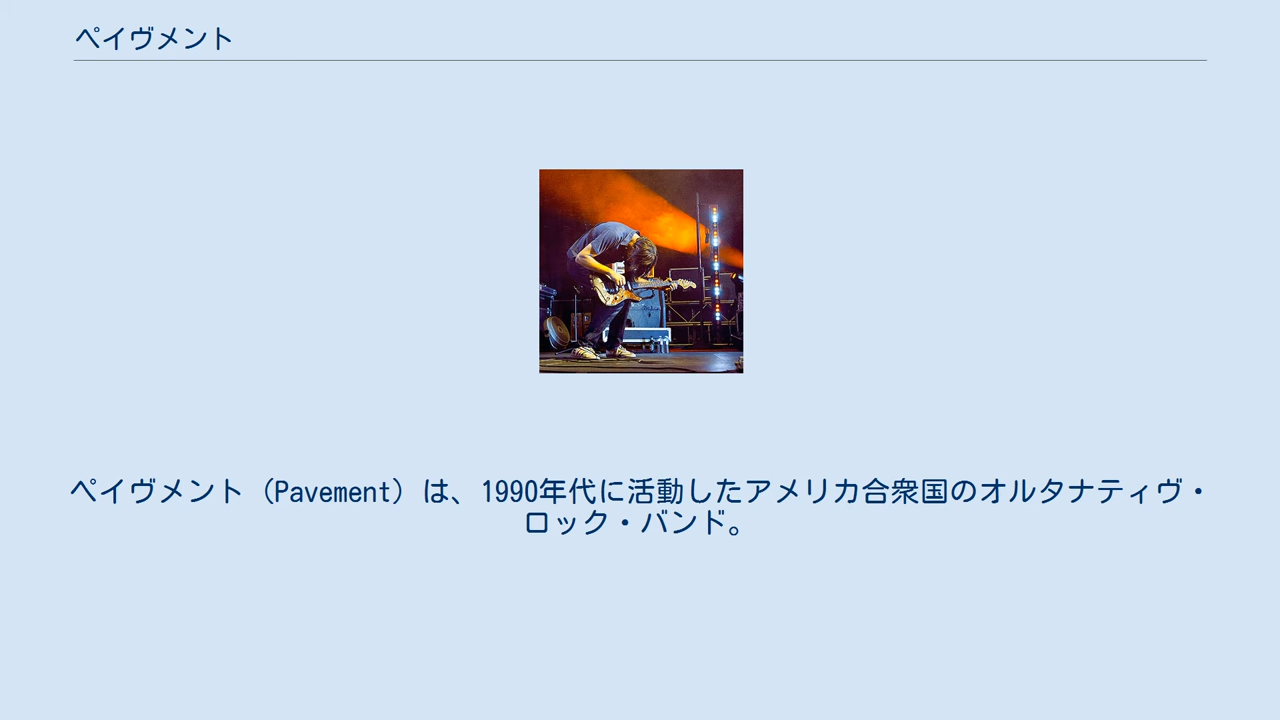 ペイヴメント
ペイヴメント（Pavement）は、1990年代に活動したアメリカ合衆国のオルタナティヴ・
ロック・バンド。